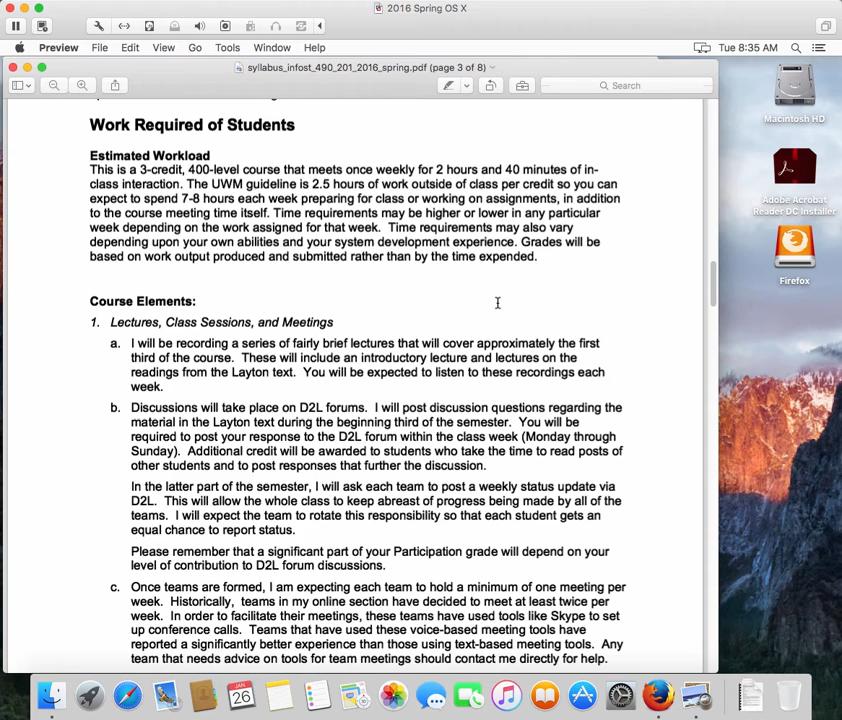 2016 Spring OS X
Preview File Edit View Go Tools Window Help Tue 8:35 AM
syllabus_infost_490_201_2016_spring.pdf (page 3 of 8)
Search
Work Required of Students
Estimated Workload
This is a 3-credit, 400-level course that meets once weekly for 2 hours and 40 minutes of in-
class interaction. The UWM guideline is 2.5 hours of work outside of class per credit so you can
expect to spend 7-8 hours each week preparing for class or working on assignments, in addition
to the course meeting time itself. Time requirements may be higher or lower in any particular
week depending on the work assigned for that week. Time requirements may also vary
depending upon your own abilities and your system development experience. Grades will be
based on work output produced and submitted rather than by the time expended.
Course Elements:
1. Lectures, Class Sessions, and Meetings
a. I will be recording a series of fairly brief lectures that will cover approximately the first
third of the course. These will include an introductory lecture and lectures on the
readings from the Layton text. You will be expected to listen to these recordings each
week.
b. Discussions will take place on D2L forums. I will post discussion questions regarding the
material in the Layton text during the beginning third of the semester. You will be
required to post your response to the D2L forum within the class week (Monday through
Sunday). Additional credit will be awarded to students who take the time to read posts of
other students and to post responses that further the discussion.
In the latter part of the semester, I will ask each team to post a weekly status update via
D2L. This will allow the whole class to keep abreast of progress being made by all of the
teams. I will expect the team to rotate this responsibility so that each student gets an
equal chance to report status.
Please remember that a significant part of your Participation grade will depend on your
level of contribution to D2L forum discussions.
c. Once teams are formed, I am expecting each team to hold a minimum of one meeting per
week. Historically, teams in my online section have decided to meet at least twice per
week. In order to facilitate their meetings, these teams have used tools like Skype to set
up conference calls. Teams that have used these voice-based meeting tools have
reported a significantly better experience than those using text-based meeting tools. Any
team that needs advice on tools for team meetings should contact me directly for help.
Macintosh HD
Adobe Acrobat
Reader DC Installer
Firefox
JAN
26